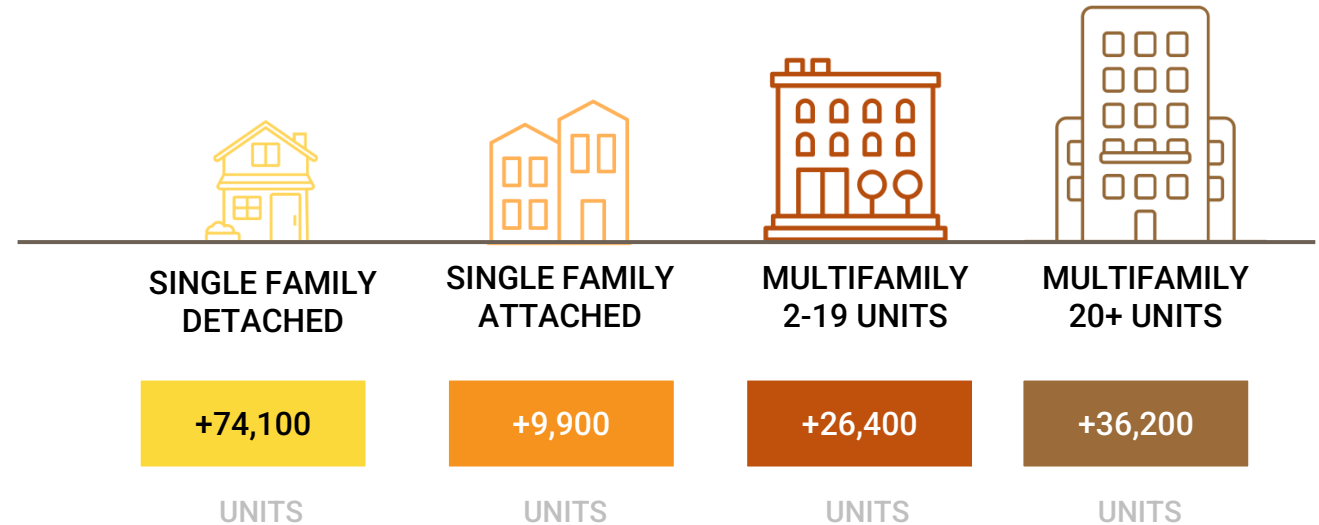 SINGLE FAMILY
DETACHED
SINGLE FAMILY
ATTACHED
MULTIFAMILY
2-19 UNITS
MULTIFAMILY
20+ UNITS
+74,100
+9,900
+26,400
+36,200
UNITS
UNITS
UNITS
UNITS